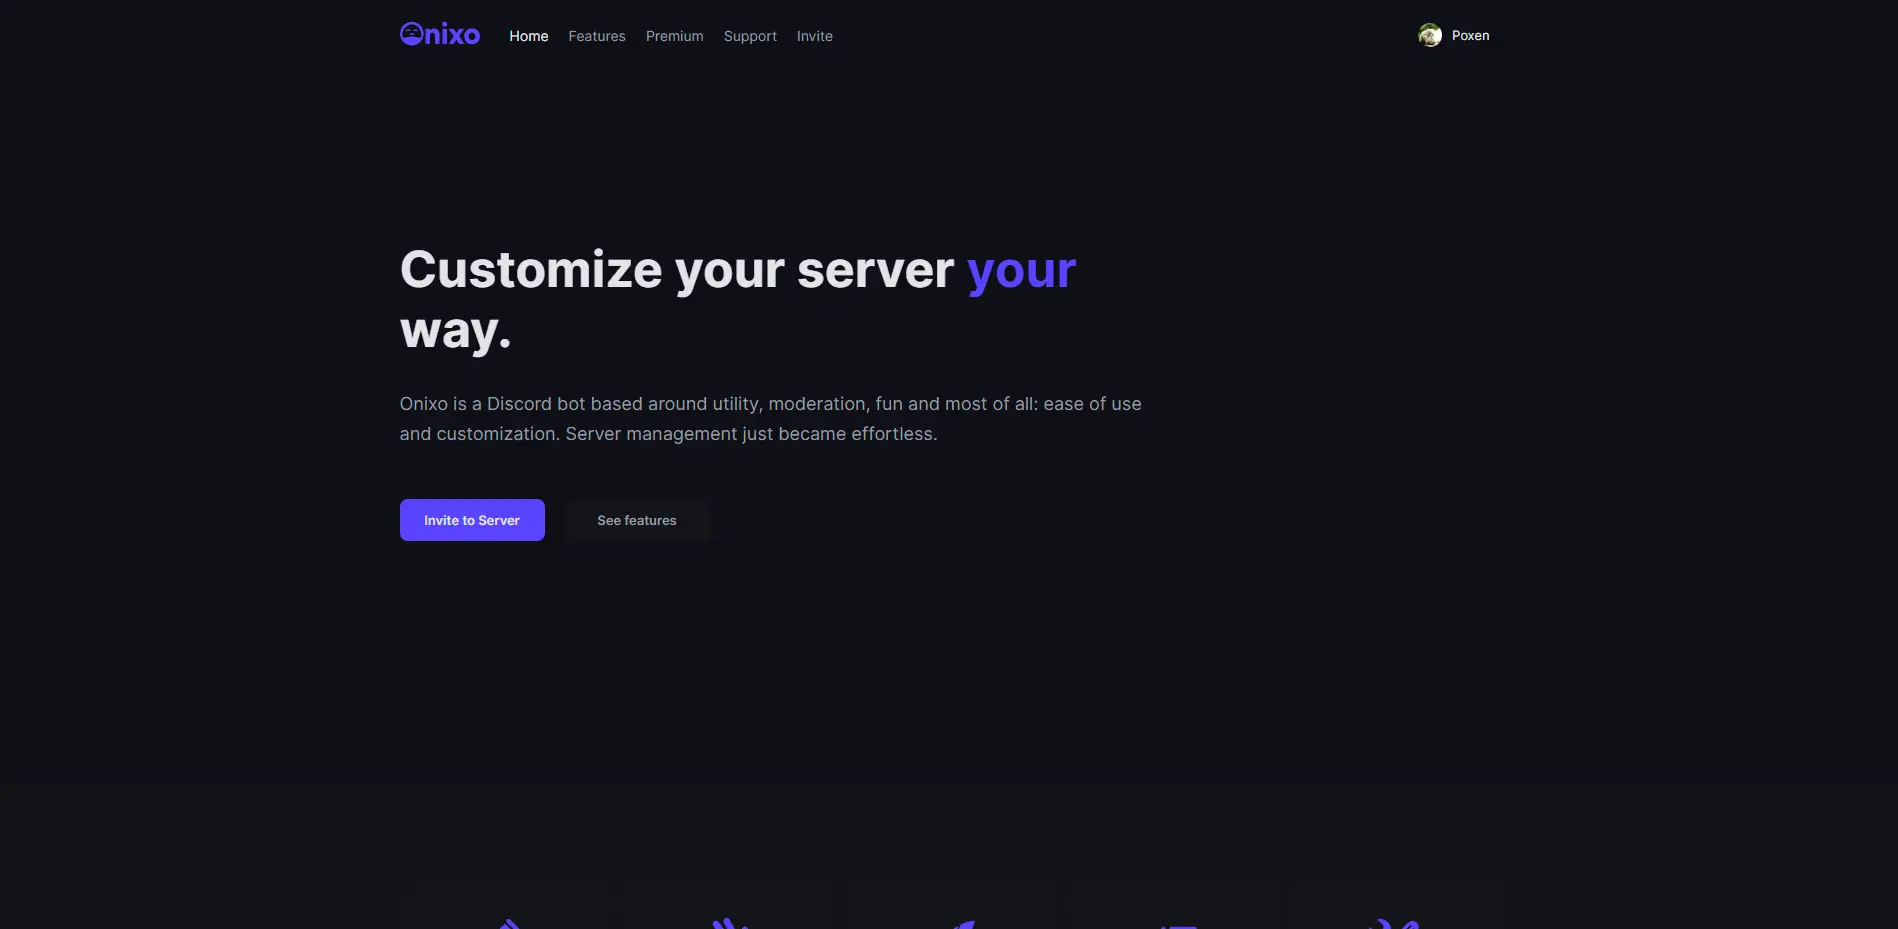 Onixo
Home
Features
Premium
Support
Invite
Poxen
Customize your server your
way.
Onixo is a Discord bot based around utility, moderation, fun and most of all: ease of use
and customization. Server management just became effortless.
Invite to Server
See features